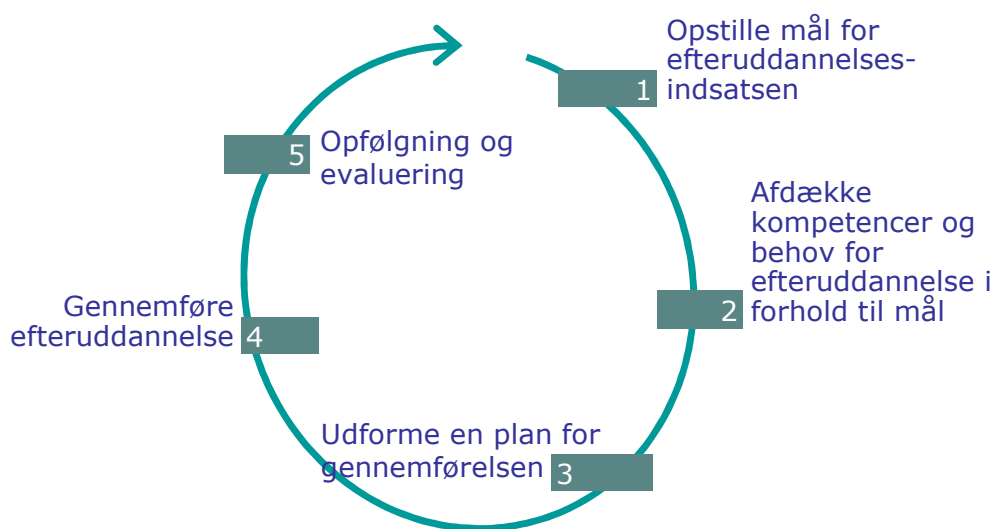 1
Opstille mål for
efteruddannelses-
indsatsen
2
Afdække
kompetencer og
behov for
efteruddannelse i
forhold til mål
3
Udforme en plan for
gennemførelsen
4
Gennemføre
efteruddannelse
5
Opfølgning og
evaluering